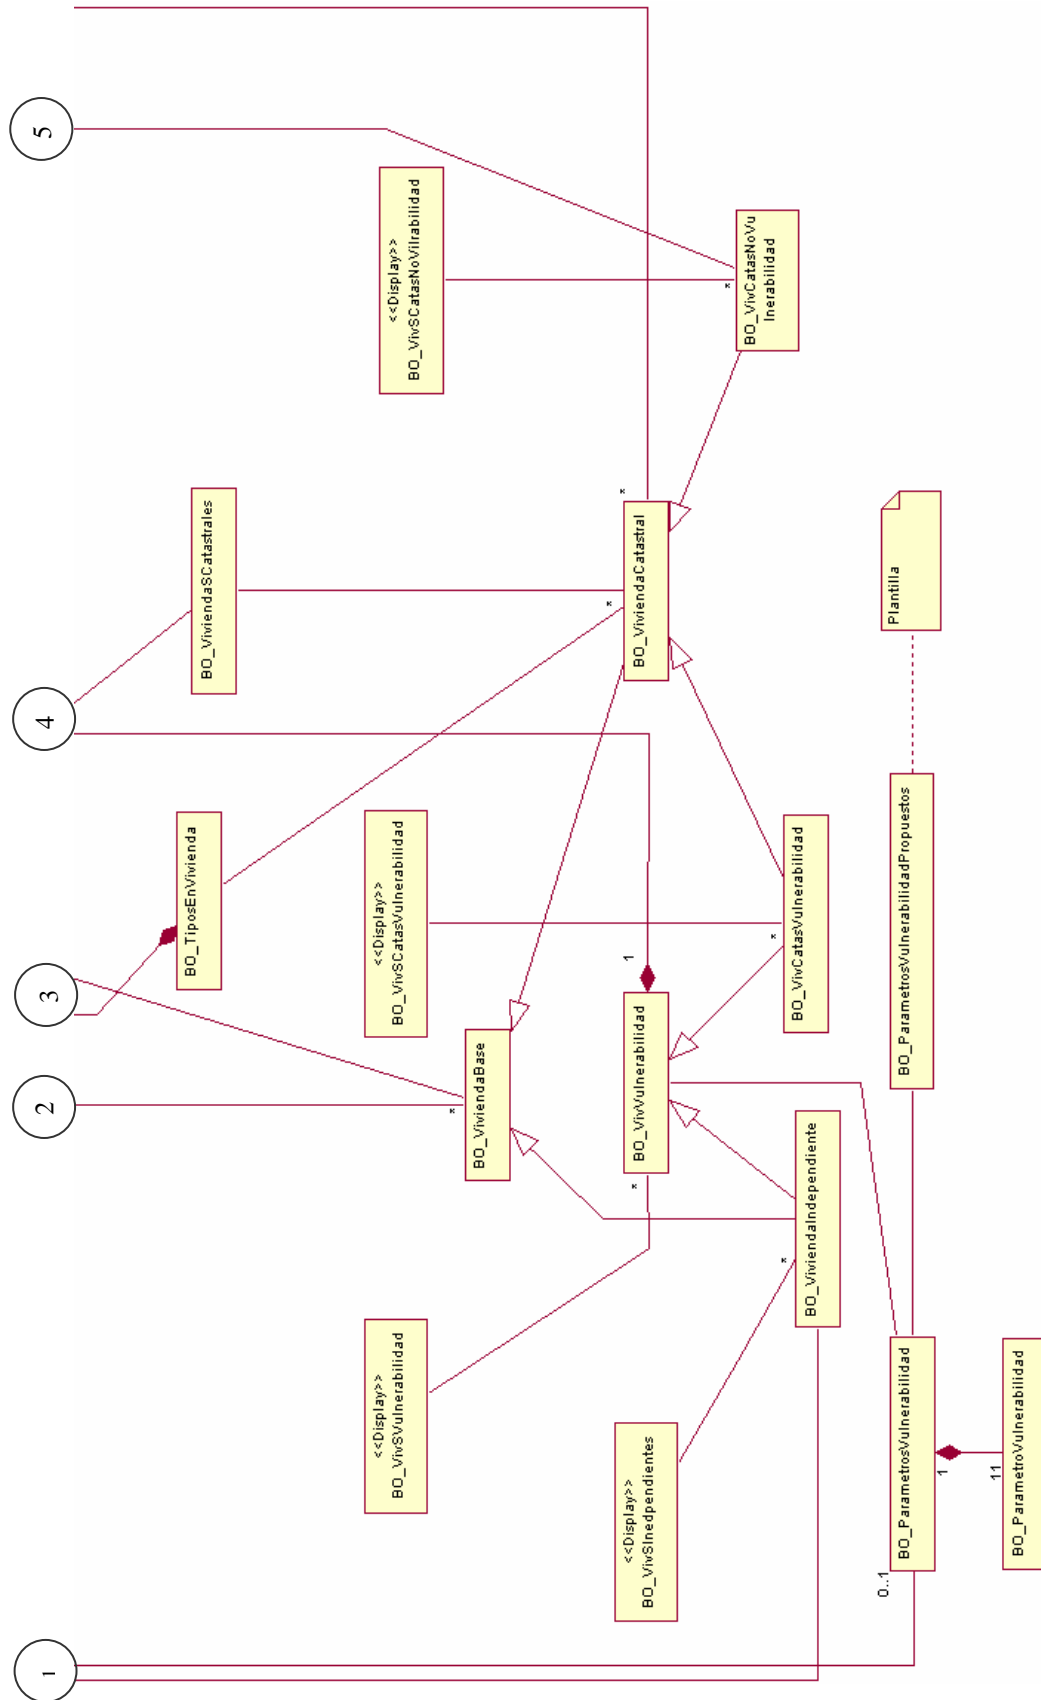 1
2
3
4
5
BO_TiposEnVivienda
BO_ViviendaSCatastrales
<<Display>>
BO_VivSVulnerabilidad
<<Display>>
BO_VivSCatasVulnerabilidad
<<Display>>
BO_VivSCatasNoVilrabilidad
*
BO_ViviendaBase
<<Display>>
BO_VivSInedpendientes
*
1
*
*
BO_VivVulnerabilidad
BO_ViviendaCatastral
*
BO_VivCatasNoVu
lnerabilidad
*
*
BO_ViviendaIndependiente
BO_VivCatasVulnerabilidad
0..1
BO_ParametrosVulnerabilidad
BO_ParametrosVulnerabilidadPropuestos
Plantilla
1
11
BO_ParametroVulnerabilidad